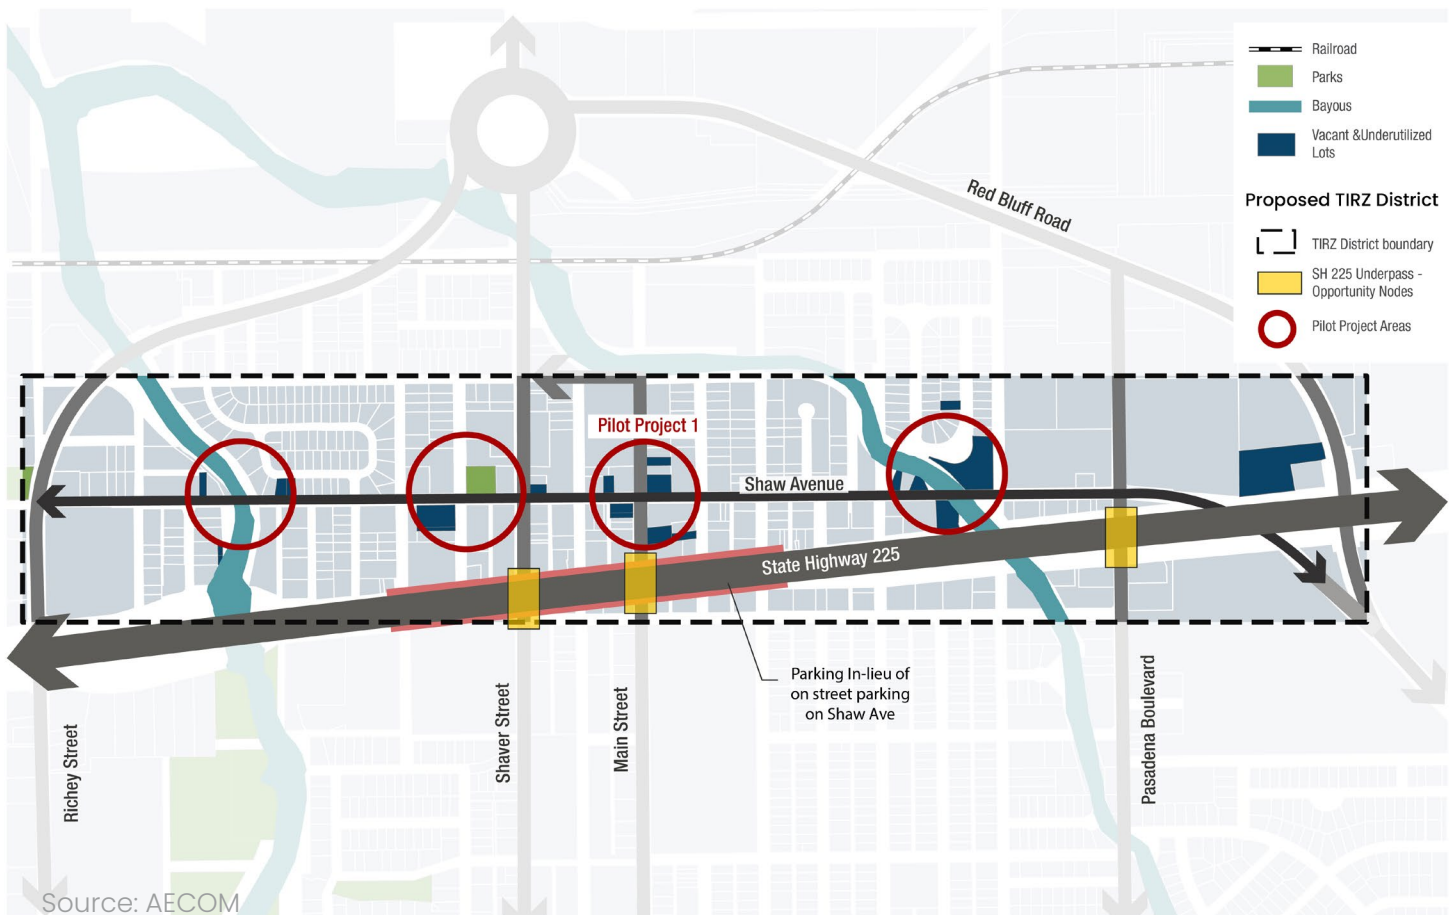 Railroad
Parks
Bayous
Vacant &Underutilized
Lots
Proposed TIRZ District
TIRZ District boundary
SH 225 Underpass -
Opportunity Nodes
Pilot Project Areas
Red Bluff Road
Pilot Project 1
Shaw Avenue
State Highway 225
Parking In-lieu of
on street parking
on Shaw Ave
Richey Street
Shaver Street
Main Street
Pasadena Boulevard
Source: AECOM